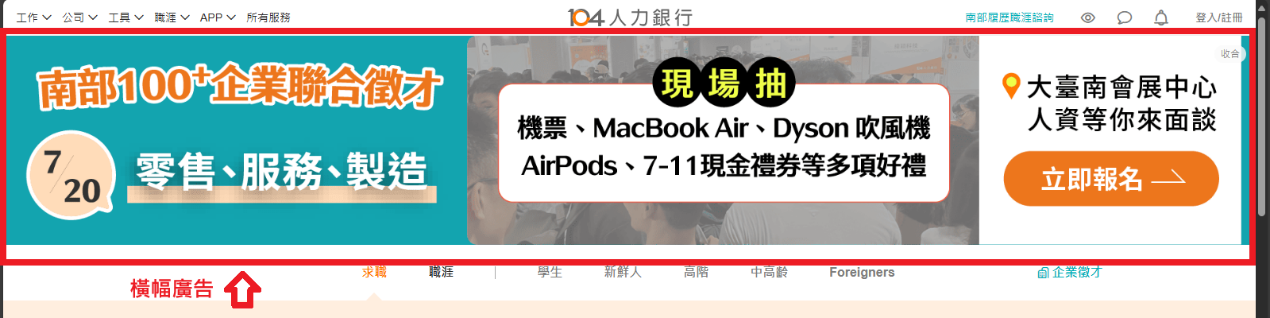 工作 公司 工具 職涯 APP 所有服務
104人力銀行
南部履歷職涯諮詢
登入/註冊
南部100+企業聯合徵才
7/20
零售、服務、製造
現場抽
機票、MacBook Air、Dyson 吹風機
AirPods、7-11現金禮券等多項好禮
收合
大臺南會展中心
人資等你來面談
立即報名
橫幅廣告
求職 職涯 | 學生 新鮮人 高階 中高齡 Foreigners
企業徵才